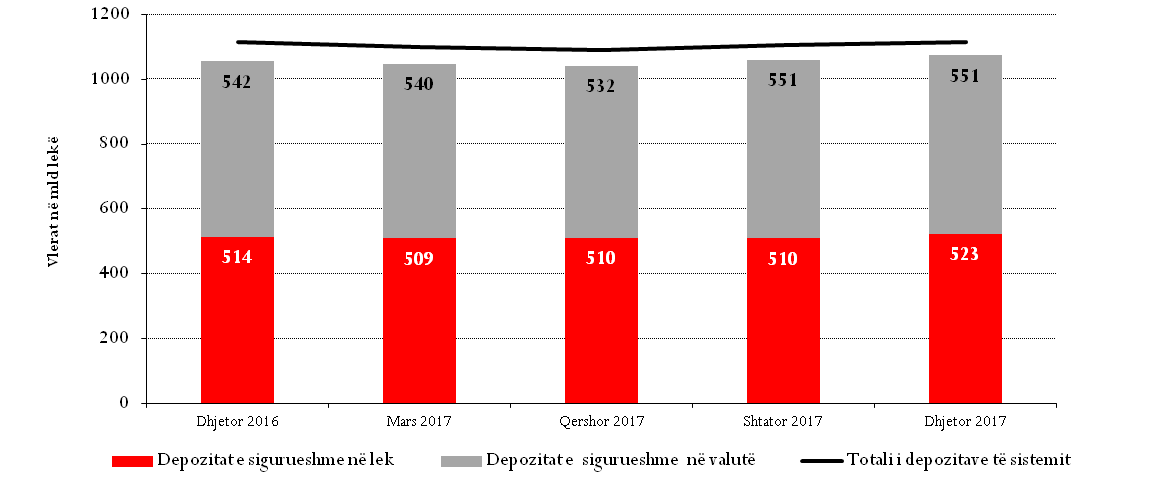 1200
1000
800
600
400
200
0
Vlerat në mld lekë
542
540
532
551
551
514
509
510
510
523
Dhjetor 2016
Mars 2017
Qershor 2017
Shtator 2017
Dhjetor 2017
Depozitat e sigurueshme në lek
Depozitat e sigurueshme në valutë
Totali i depozitave të sistemit